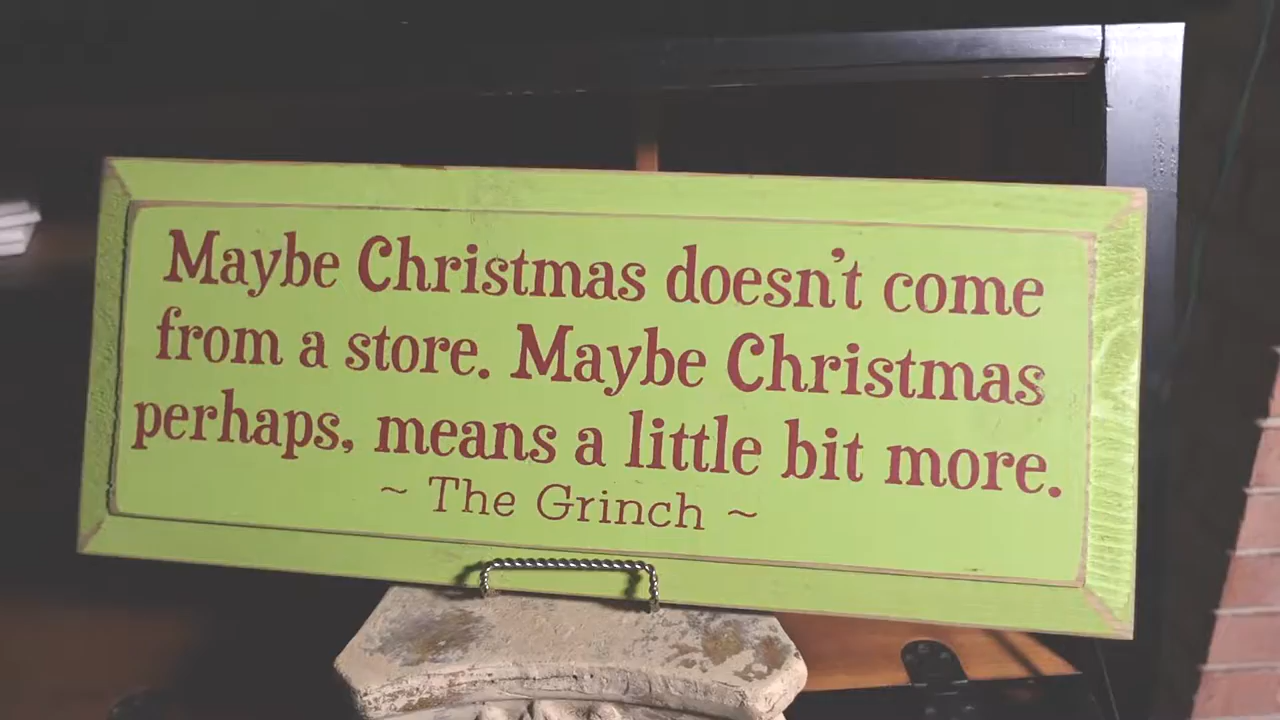 Maybe Christmas doesn't come
from a store. Maybe Christmas
perhaps, means a little bit more.
~ The Grinch ~